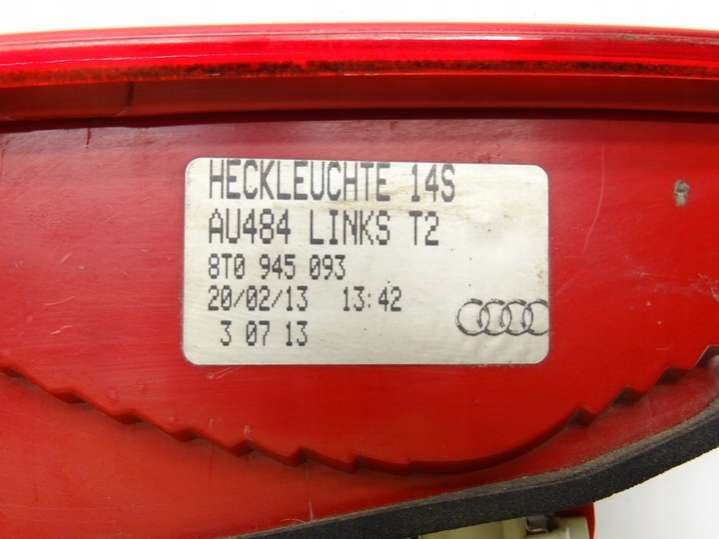 HECKLEUCHTE 14S
AU484 LINKS T2
8T0 945 093
20/02/13 13:42
3 07 13